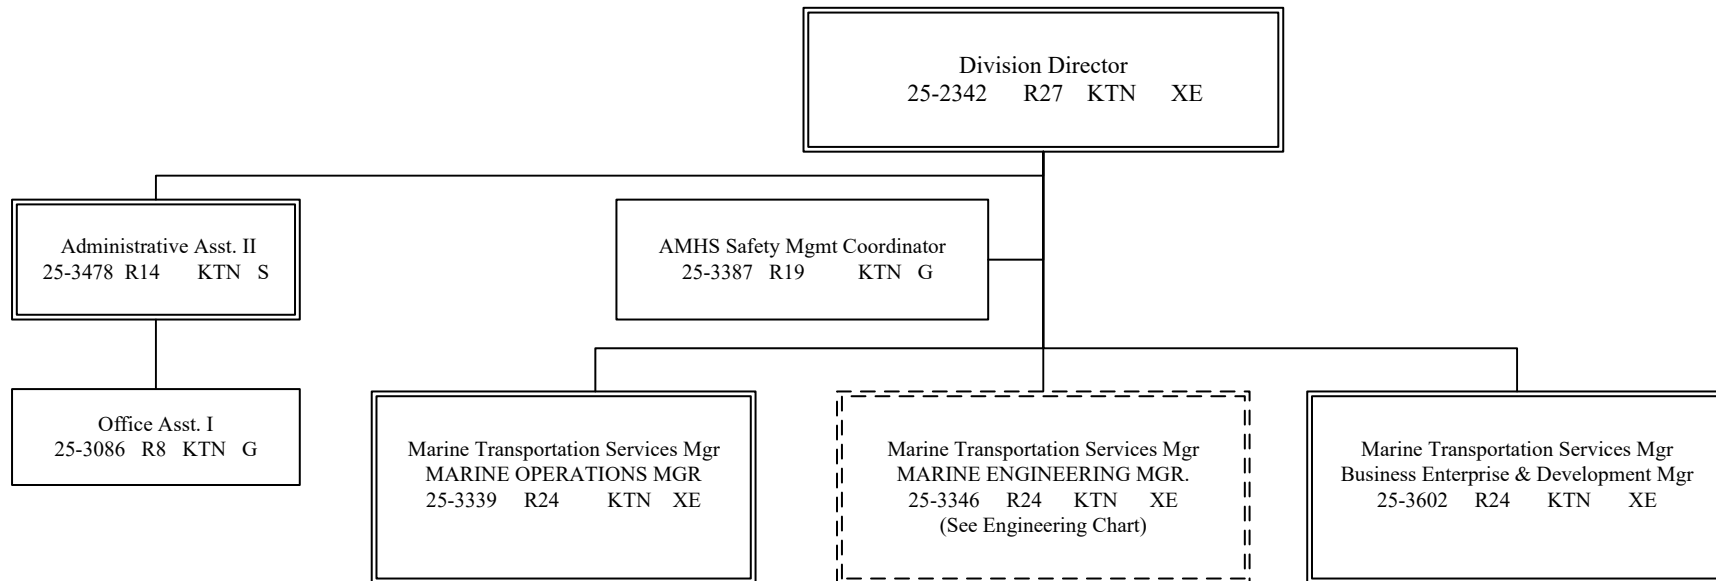 Division Director
25-2342 R27 KTN XE
Administrative Asst. II
25-3478 R14 KTN S
AMHS Safety Mgmt Coordinator
25-3387 R19 KTN G
Office Asst. I
25-3086 R8 KTN G
Marine Transportation Services Mgr
MARINE OPERATIONS MGR
25-3339 R24 KTN XE
Marine Transportation Services Mgr
MARINE ENGINEERING MGR.
25-3346 R24 KTN XE
(See Engineering Chart)
Marine Transportation Services Mgr
Business Enterprise & Development Mgr
25-3602 R24 KTN XE